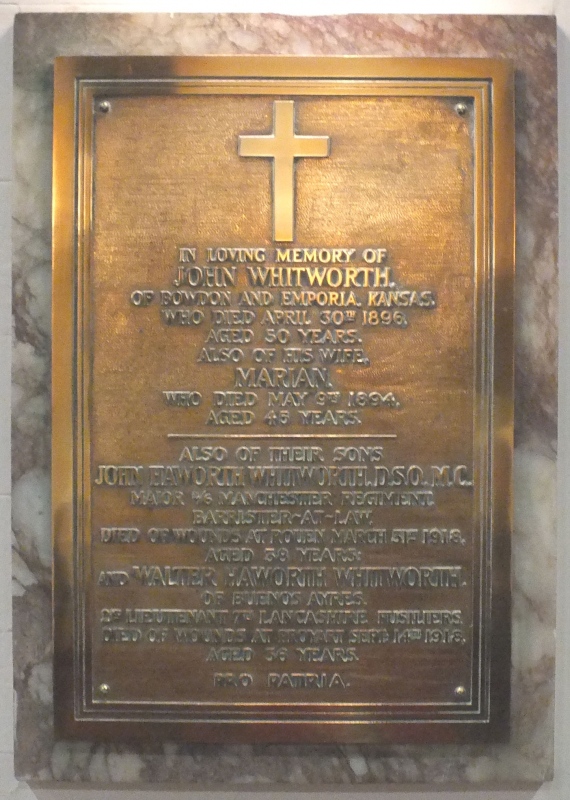 IN LOVING MEMORY OF
JOHN WHITWORTH.
OF BOWDON AND EMPORIA. KANSAS.
WHO DIED APRIL 30TH 1896.
AGED 50 YEARS.
ALSO OF HIS WIFE,
MARIAN.
WHO DIED MAY 9TH 1894,
AGED 45 YEARS.
ALSO OF THEIR SONS
JOHN HAWORTH WHITWORTH, D.S.O. M.C.
MAJOR 2/6 MANCHESTER REGIMENT.
BARRISTER-AT-LAW,
DIED OF WOUNDS AT ROUEN MARCH 31ST 1918.
AGED 38 YEARS:
AND WALTER HAWORTH WHITWORTH.
OF BUENOS AYRES.
2ND LIEUTENANT LANCASHIRE FUSILIERS.
DIED OF WOUNDS AT PROYART SEPT. 14TH 1918.
AGED 36 YEARS.
PRO PATRIA.